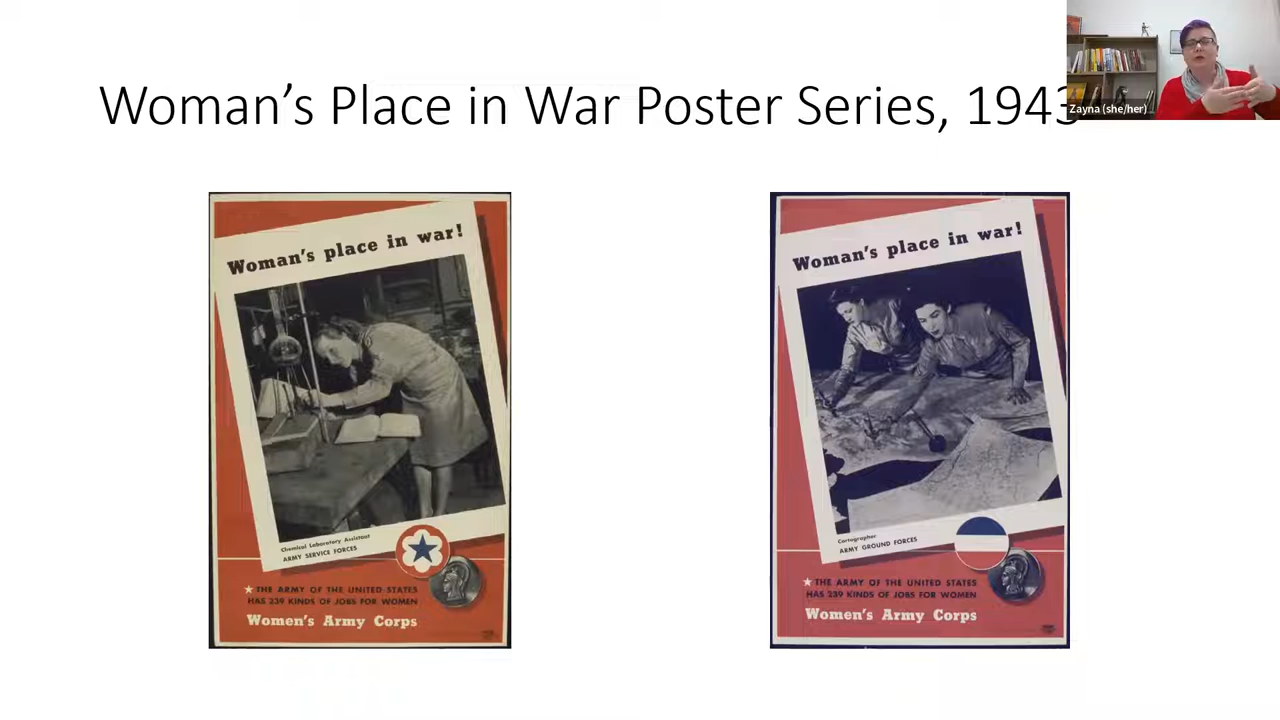 Woman's Place in War Poster Series, 1943
Zayna (she/her)
Woman's place in war!
Chemical Laboratory Assistant
ARMY SERVICE FORCES
THE ARMY OF THE UNITED STATES
HAS 239 KINDS OF JOBS FOR WOMEN
Women's Army Corps
Woman's place in war!
Cartographer
ARMY GROUND FORCES
THE ARMY OF THE UNITED STATES
HAS 239 KINDS OF JOBS FOR WOMEN
Women's Army Corps